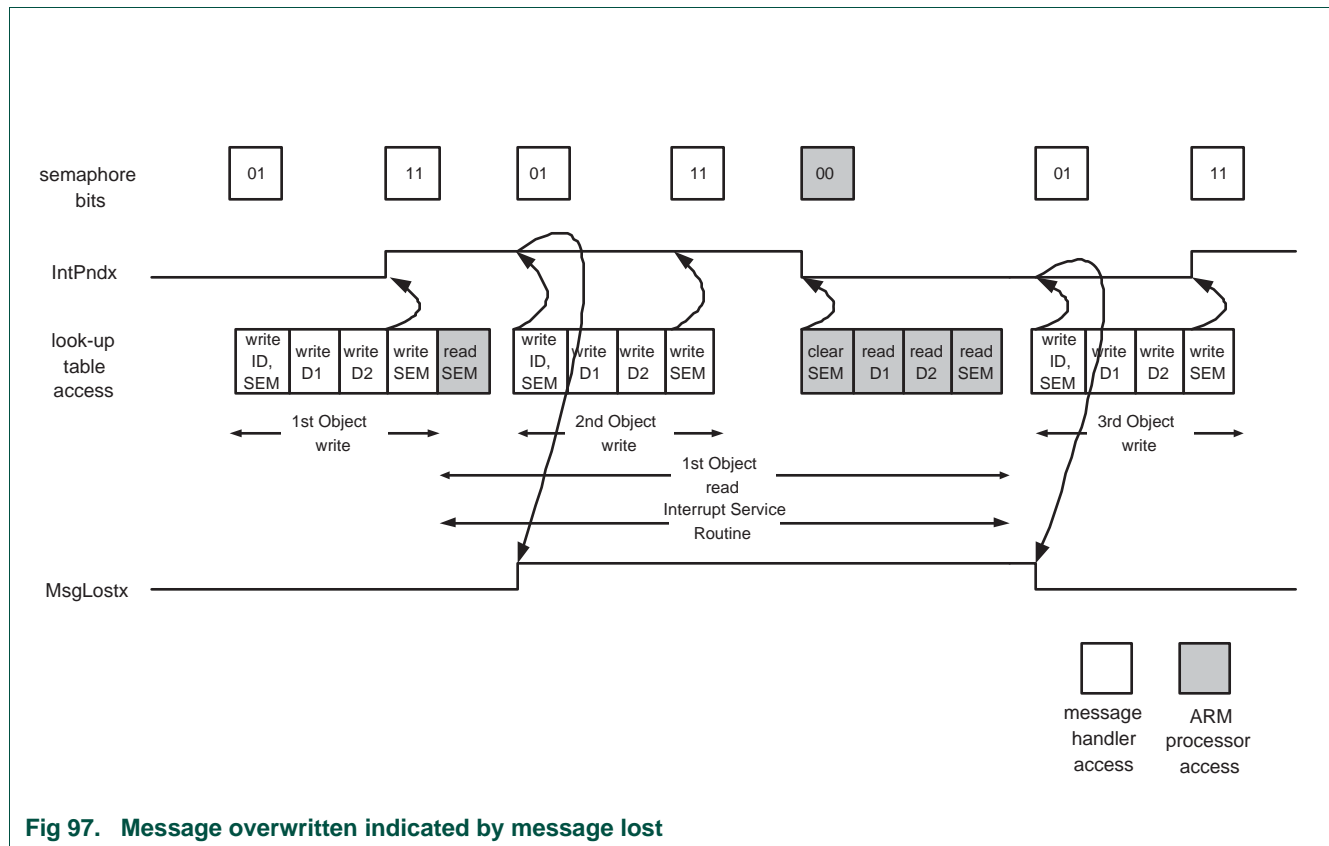 01
11
01
11
00
01
11
semaphore
bits
IntPndx
look-up
table
access
write
ID,
SEM
write
D1
write
D2
write
SEM
read
SEM
write
ID,
SEM
write
D1
write
D2
write
SEM
clear
SEM
read
D1
read
D2
read
SEM
write
ID,
SEM
write
D1
write
D2
write
SEM
1st Object
write
2nd Object
write
3rd Object
write
1st Object
read
Interrupt Service
Routine
MsgLostx
message
handler
access
ARM
processor
access
Fig 97. Message overwritten indicated by message lost